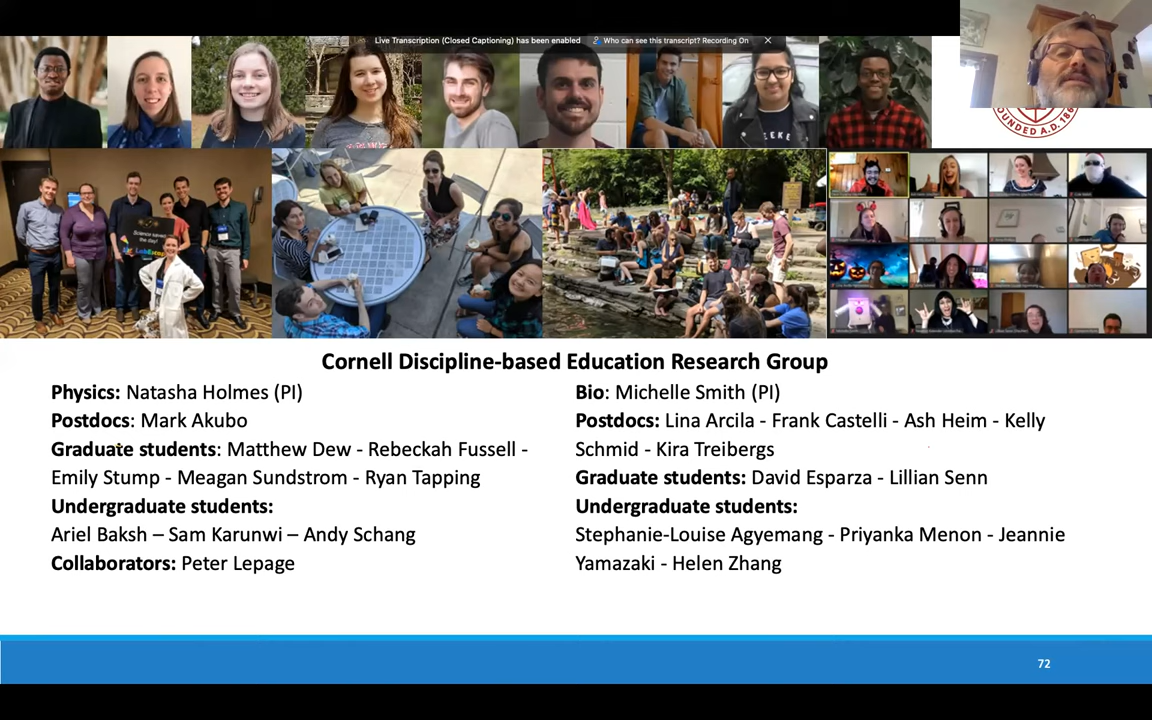 Live Transcription (Closed Captioning) has been enabled
Who can see this transcript? Recording On
Cornell Discipline-based Education Research Group
Physics: Natasha Holmes (PI)
Postdocs: Mark Akubo
Graduate students: Matthew Dew - Rebeckah Fussell -
Emily Stump - Meagan Sundstrom - Ryan Tapping
Undergraduate students:
Ariel Baksh – Sam Karunwi – Andy Schang
Collaborators: Peter Lepage
Bio: Michelle Smith (PI)
Postdocs: Lina Arcila - Frank Castelli - Ash Heim - Kelly
Schmid - Kira Treibergs
Graduate students: David Esparza - Lillian Senn
Undergraduate students:
Stephanie-Louise Agyemang - Priyanka Menon - Jeannie
Yamazaki - Helen Zhang
72